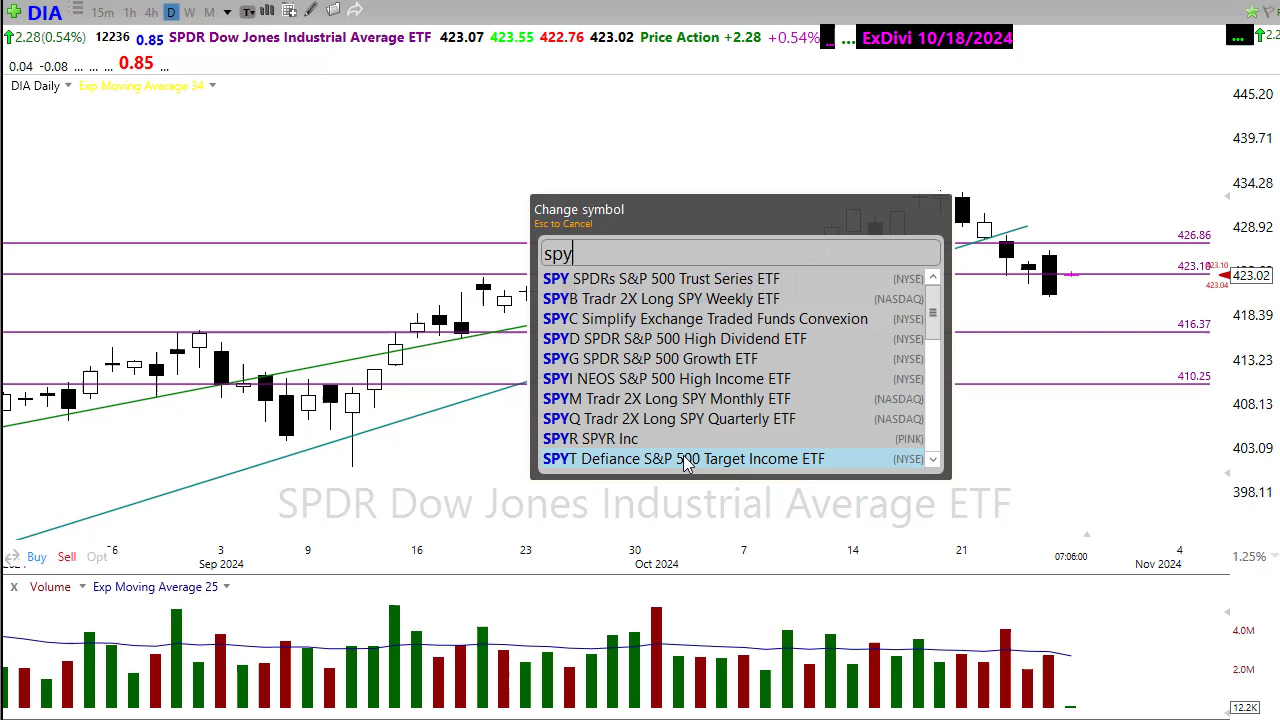 DIA 15m 1h 4h D W M T
2.28(0.54%) 12236 0.85 SPDR Dow Jones Industrial Average ETF 423.07 423.55 422.76 423.02 Price Action +2.28 +0.54% ... ... ExDivi 10/18/2024 ... 2.2
0.04 -0.08 ... ... ... 0.85 ...
DIA Daily Exp Moving Average 34
445.20
439.71
434.28
428.92
426.86
423.10
423.10
423.02
423.04
419.39
416.37
413.23
410.25
408.13
403.09
398.11
Change symbol
Esc to Cancel
spy
SPY SPDRs S&P 500 Trust Series ETF (NYSE)
SPYB Tradr 2X Long SPY Weekly ETF (NASDAQ)
SPYC Simplify Exchange Traded Funds Convexion (NYSE)
SPYD SPDR S&P 500 High Dividend ETF (NYSE)
SPYG SPDR S&P 500 Growth ETF (NYSE)
SPYI NEOS S&P 500 High Income ETF (NYSE)
SPYM Tradr 2X Long SPY Monthly ETF (NASDAQ)
SPYQ Tradr 2X Long SPY Quarterly ETF (NASDAQ)
SPYR SPYR Inc (PINK)
SPYT Defiance S&P 500 Target Income ETF (NYSE)
SPDR Dow Jones Industrial Average ETF
Buy Sell Opt
6 3 9 16 23 30 7 14 21 07:06:00 4
Sep 2024 Oct 2024 Nov 2024
1.25%
X Volume Exp Moving Average 25
4.0M
2.0M
12.2K